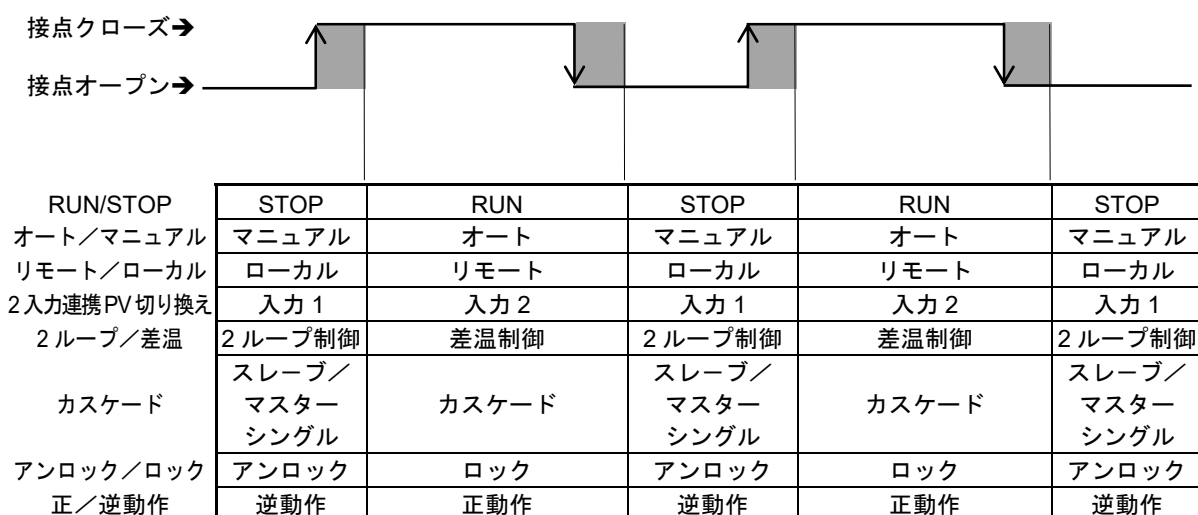 接点クローズ➔
接点オープン➔
RUN/STOP STOP RUN STOP RUN STOP
オート／マニュアル マニュアル オート マニュアル オート マニュアル
リモート／ローカル ローカル リモート ローカル リモート ローカル
2入力連携PV切り換え 入力1 入力2 入力1 入力2 入力1
2ループ／差温 2ループ制御 差温制御 2ループ制御 差温制御 2ループ制御
カスケード スレーブ／マスターシングル カスケード スレーブ／マスターシングル カスケード スレーブ／マスターシングル
アンロック／ロック アンロック ロック アンロック ロック アンロック
正／逆動作 逆動作 正動作 逆動作 正動作 逆動作